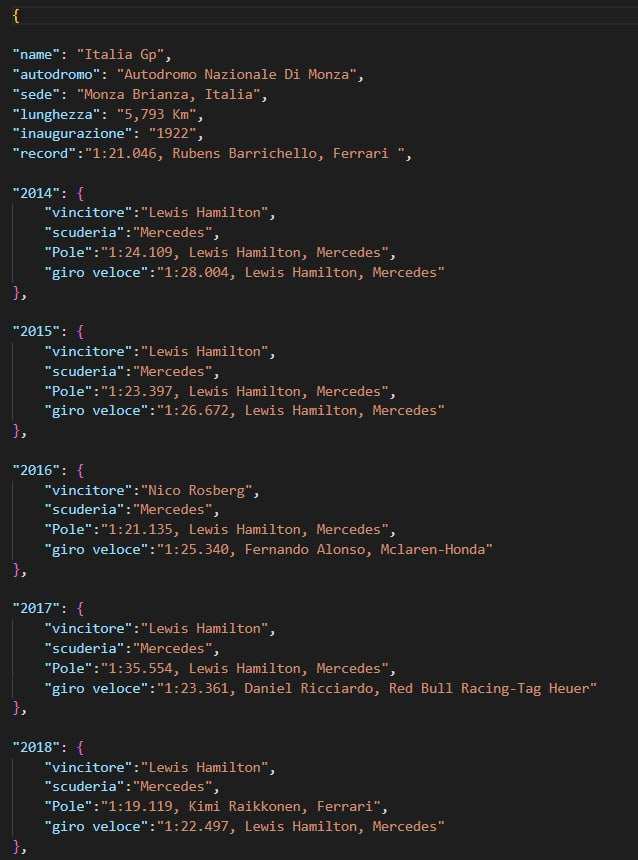 {
"name": "Italia Gp",
"autodromo": "Autodromo Nazionale Di Monza",
"sede": "Monza Brianza, Italia",
"lunghezza": "5,793 Km",
"inaugurazione": "1922",
"record":"1:21.046, Rubens Barrichello, Ferrari ",
"2014": {
"vincitore":"Lewis Hamilton",
"scuderia":"Mercedes",
"Pole":"1:24.109, Lewis Hamilton, Mercedes",
"giro veloce":"1:28.004, Lewis Hamilton, Mercedes"
},
"2015": {
"vincitore":"Lewis Hamilton",
"scuderia":"Mercedes",
"Pole":"1:23.397, Lewis Hamilton, Mercedes",
"giro veloce":"1:26.672, Lewis Hamilton, Mercedes"
},
"2016": {
"vincitore":"Nico Rosberg",
"scuderia":"Mercedes",
"Pole":"1:21.135, Lewis Hamilton, Mercedes",
"giro veloce":"1:25.340, Fernando Alonso, Mclaren-Honda"
},
"2017": {
"vincitore":"Lewis Hamilton",
"scuderia":"Mercedes",
"Pole":"1:35.554, Lewis Hamilton, Mercedes",
"giro veloce":"1:23.361, Daniel Ricciardo, Red Bull Racing-Tag Heuer"
},
"2018": {
"vincitore":"Lewis Hamilton",
"scuderia":"Mercedes",
"Pole":"1:19.119, Kimi Raikkonen, Ferrari",
"giro veloce":"1:22.497, Lewis Hamilton, Mercedes"
},